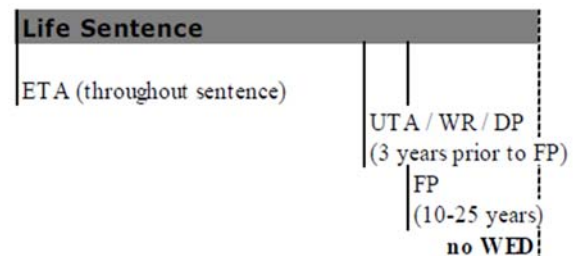 Life Sentence
ETA (throughout sentence)
UTA / WR / DP
(3 years prior to FP)
FP
(10-25 years)
no WED